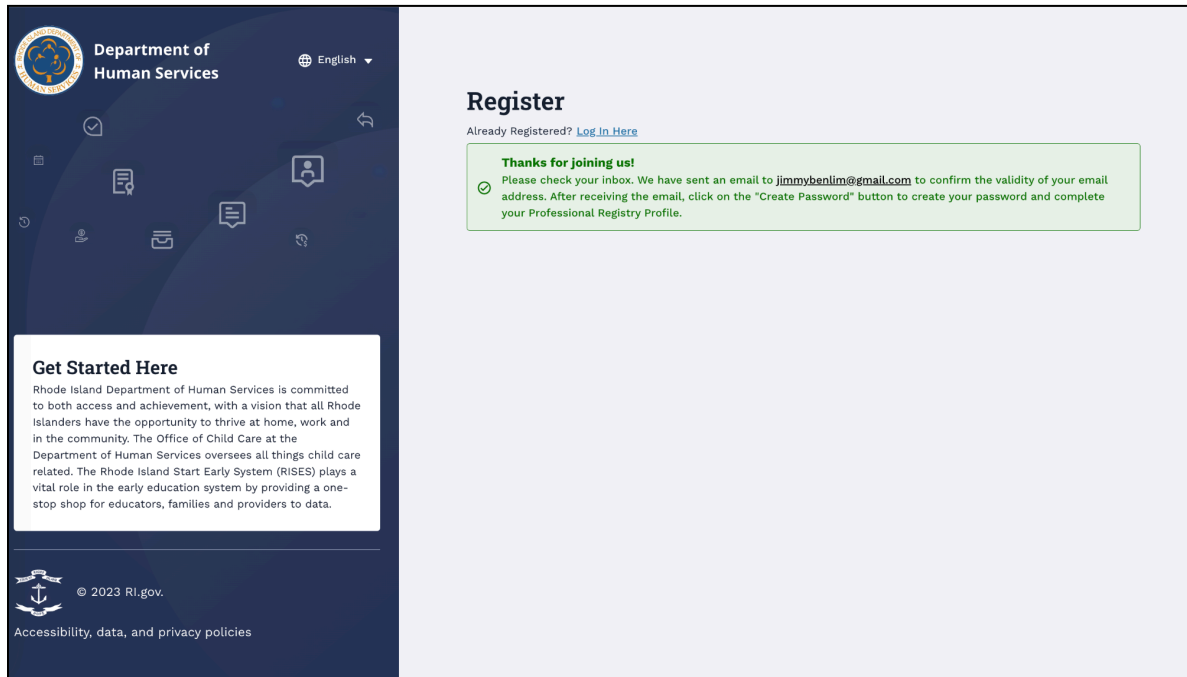 Department of
Human Services
English
Register
Already Registered? Log In Here
Thanks for joining us!
Please check your inbox. We have sent an email to jimmybenlim@gmail.com to confirm the validity of your email
address. After receiving the email, click on the "Create Password" button to create your password and complete
your Professional Registry Profile.
Get Started Here
Rhode Island Department of Human Services is committed
to both access and achievement, with a vision that all Rhode
Islanders have the opportunity to thrive at home, work and
in the community. The Office of Child Care at the
Department of Human Services oversees all things child care
related. The Rhode Island Start Early System (RISES) plays a
vital role in the early education system by providing a one-
stop shop for educators, families and providers to data.
© 2023 RI.gov.
Accessibility, data, and privacy policies